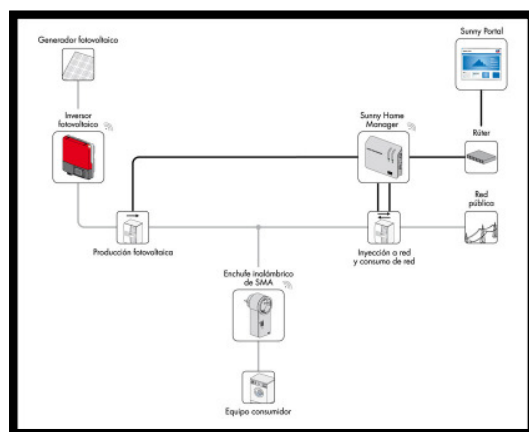 Generador fotovoltaico
Sunny Portal
Inversor
fotovoltaico
Sunny Home
Manager
Rúter
Red
pública
Producción fotovoltaica
Inyección a red
y consumo de red
Enchufe inalámbrico
de SMA
Equipo consumidor